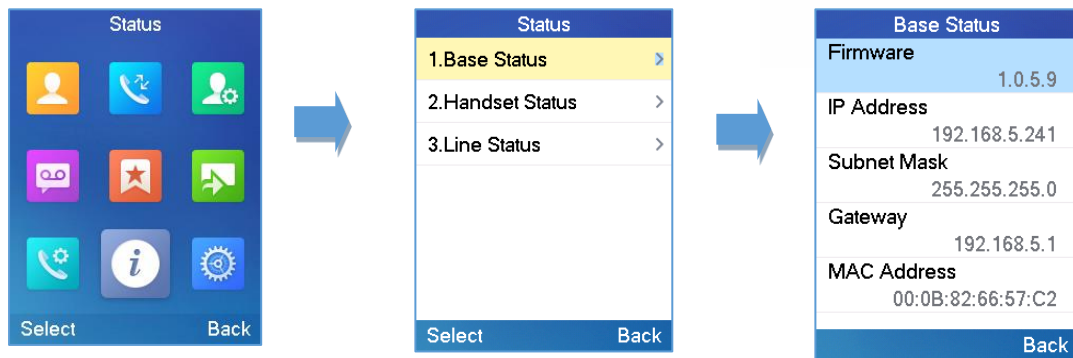 Status
Select Back
Status
1.Base Status
2.Handset Status
3.Line Status
Select Back
Base Status
Firmware
1.0.5.9
IP Address
192.168.5.241
Subnet Mask
255.255.255.0
Gateway
192.168.5.1
MAC Address
00:0B:82:66:57:C2
Back